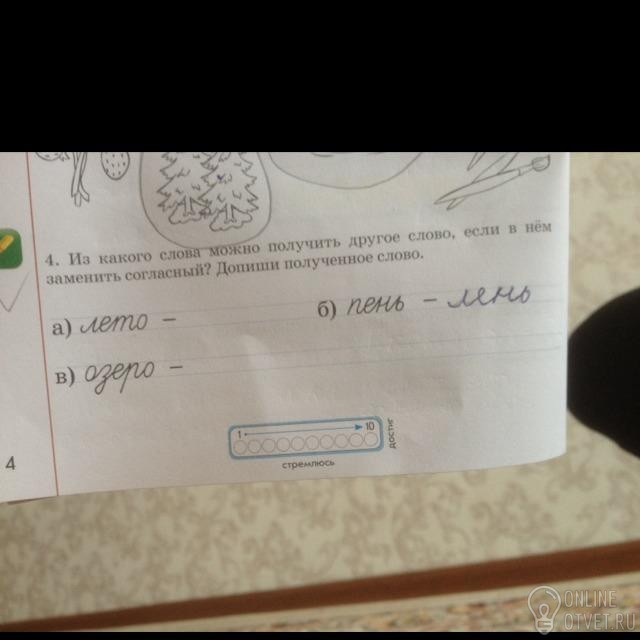 4. Из какого слова можно получить другое слово, если в нём
заменить согласный? Допиши полученное слово.
а) лето –
б) пень – лень
в) озеро –
1 10
достиг
стремлюсь
4
ONLINE
OTVET.RU